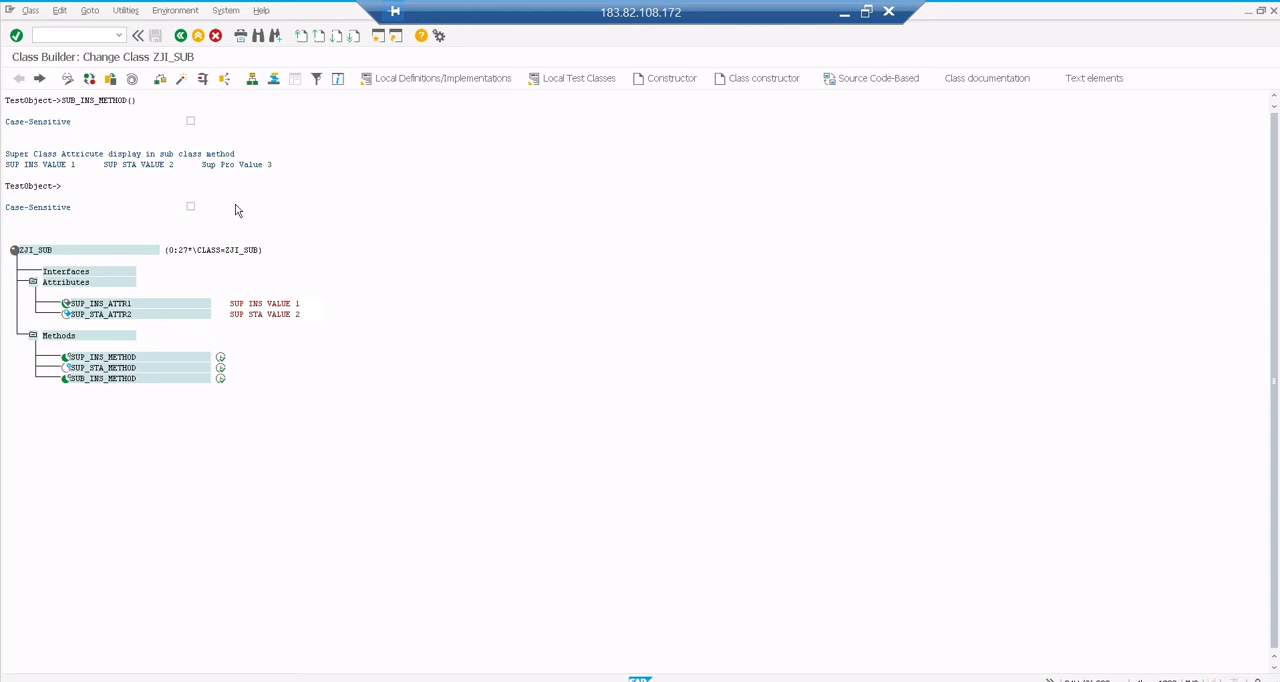 183.82.108.172
Class Edit Goto Utilities Environment System Help
Class Builder: Change Class ZJI_SUB
Local Definitions/Implementations Local Test Classes Constructor Class constructor Source Code-Based Class documentation Text elements
TestObject->SUB_INS_METHOD()
Case-Sensitive
Super Class Attricute display in sub class method
SUP INS VALUE 1 SUP STA VALUE 2 Sup Pro Value 3
TestObject->
Case-Sensitive
ZJI_SUB (O:27*\CLASS=ZJI_SUB)
Interfaces
Attributes
SUP_INS_ATTR1 SUP INS VALUE 1
SUP_STA_ATTR2 SUP STA VALUE 2
Methods
SUP_INS_METHOD
SUP_STA_METHOD
SUB_INS_METHOD